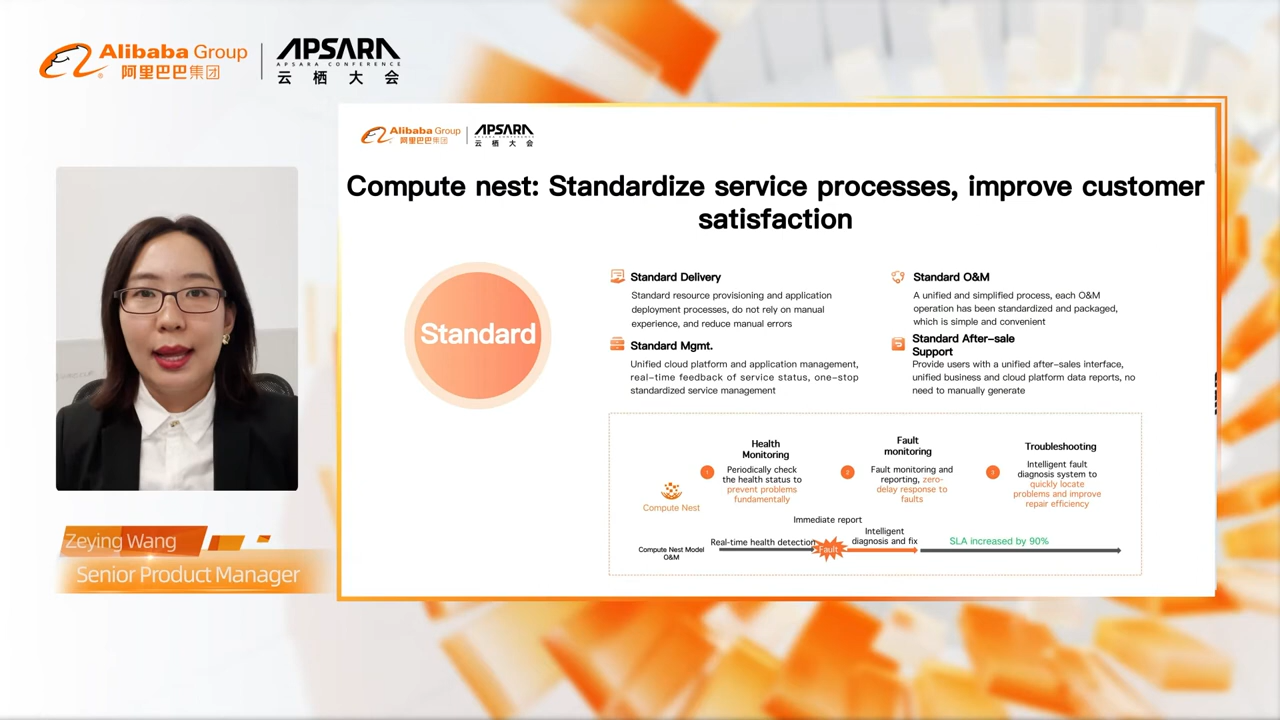 Alibaba Group
阿里巴巴集团
APSARA
APSARA CONFERENCE
云栖大会
Alibaba Group
阿里巴巴集团
APSARA
云栖大会
Compute nest: Standardize service processes, improve customer
satisfaction
Standard
Standard Delivery
Standard resource provisioning and application
deployment processes, do not rely on manual
experience, and reduce manual errors
Standard Mgmt.
Unified cloud platform and application management,
real-time feedback of service status, one-stop
standardized service management
Standard O&M
A unified and simplified process, each O&M
operation has been standardized and packaged,
which is simple and convenient
Standard After-sale
Support
Provide users with a unified after-sales interface,
unified business and cloud platform data reports, no
need to manually generate
Compute Nest
1
Health
Monitoring
Periodically check
the health status to
prevent problems
fundamentally
2
Fault
monitoring
Fault monitoring and
reporting, zero-
delay response to
faults
3
Troubleshooting
Intelligent fault
diagnosis system to
quickly locate
problems and improve
repair efficiency
Compute Nest Model
O&M
Real-time health detection
Immediate report
Fault
Intelligent
diagnosis and fix
SLA increased by 90%
Zeying Wang
Senior Product Manager